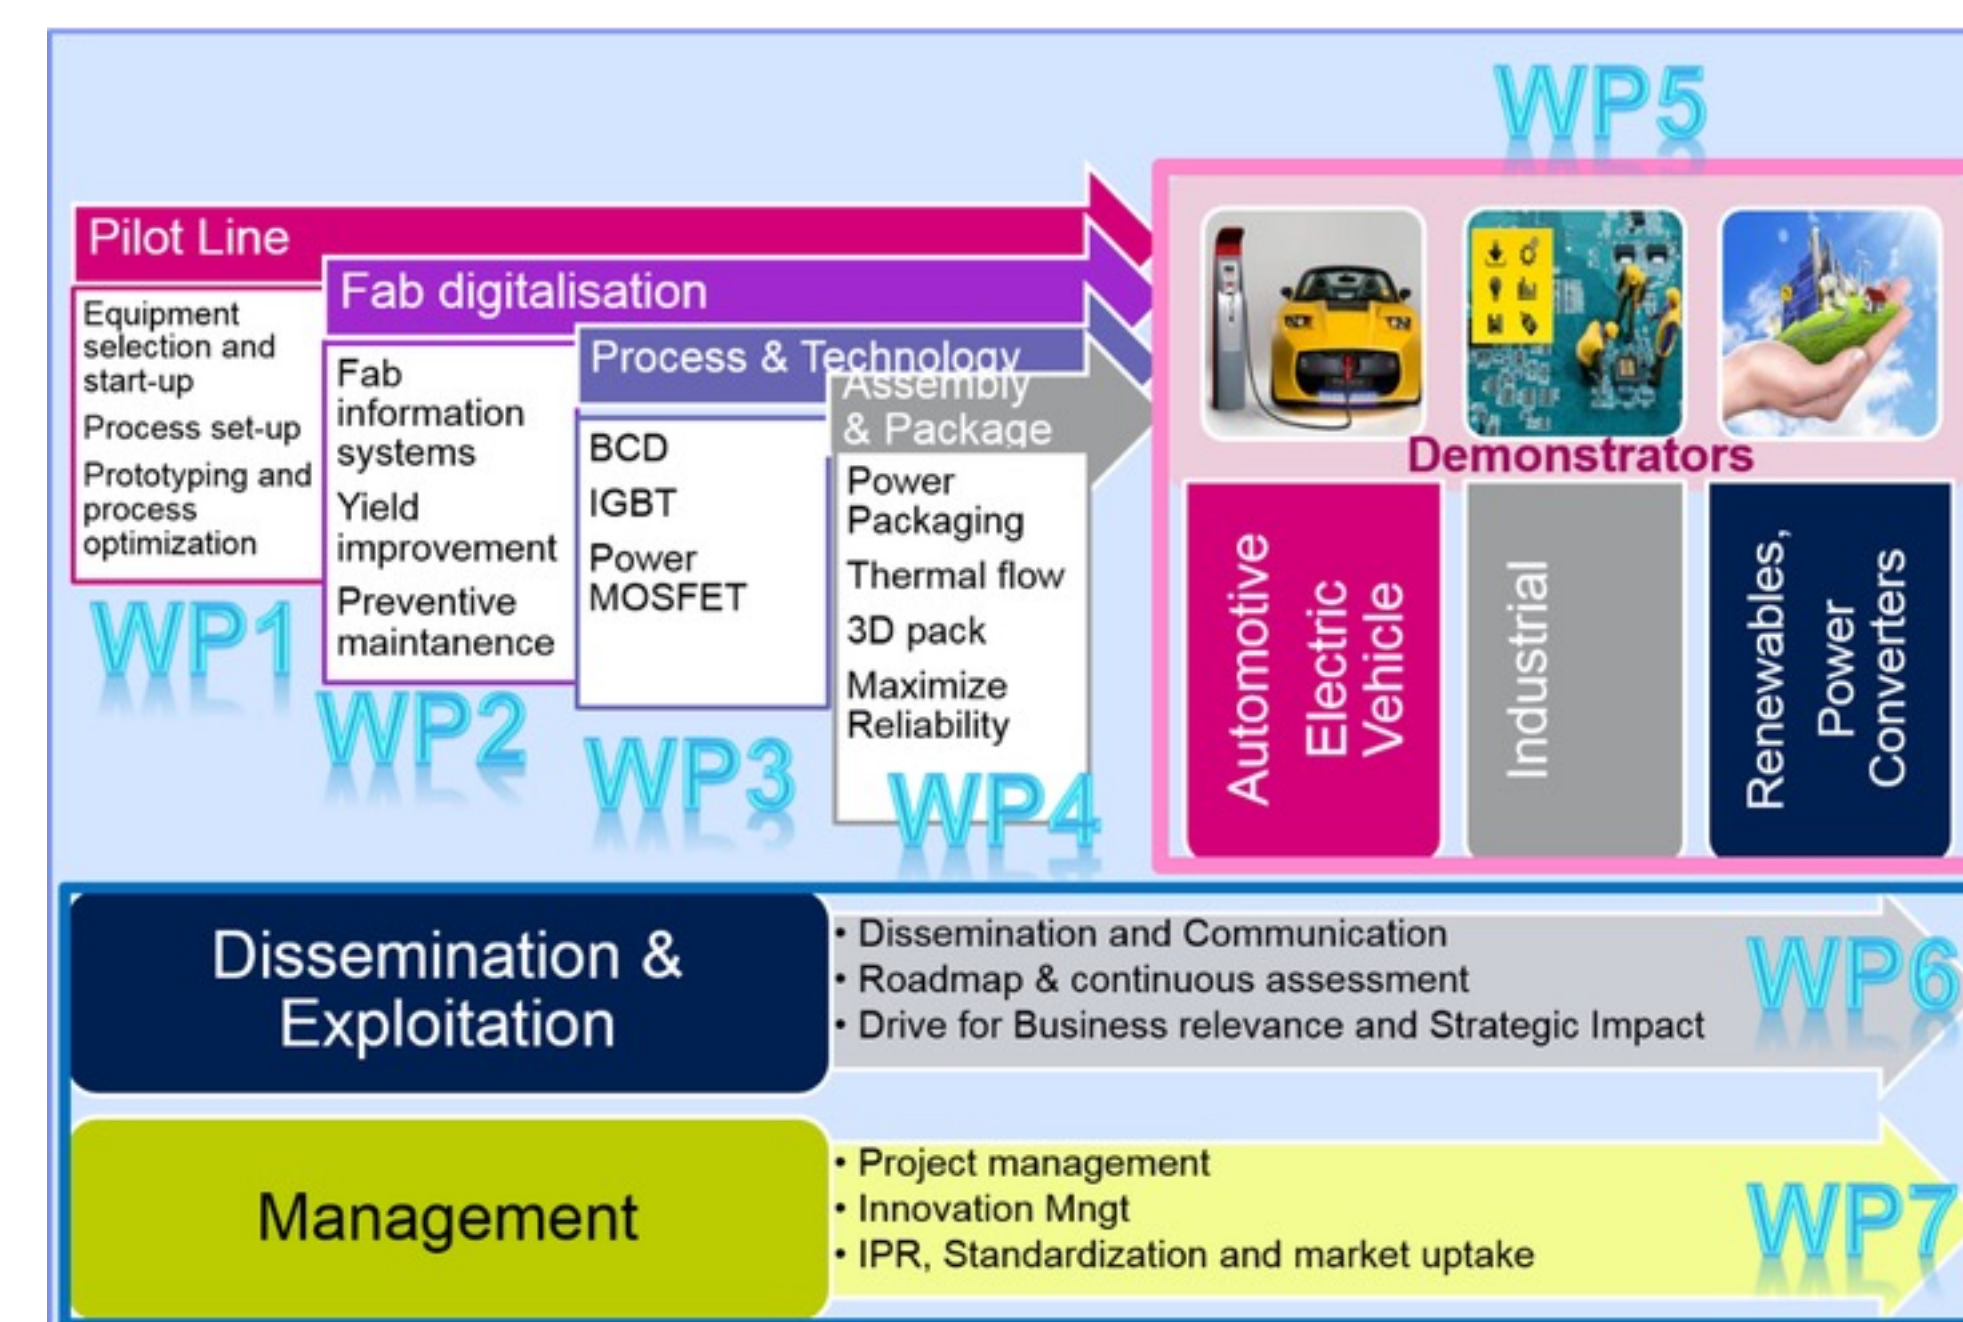 WP5
Pilot Line
Equipment
selection and
start-up
Process set-up
Prototyping and
process
optimization
WP1
Fab digitalisation
Fab
information
systems
Yield
improvement
Preventive
maintanence
WP2
Process & Technology
BCD
IGBT
Power
MOSFET
WP3
Assembly
& Package
Power
Packaging
Thermal flow
3D pack
Maximize
Reliability
WP4
Demonstrators
Automotive
Electric
Vehicle
Industrial
Renewables,
Power
Converters
Dissemination &
Exploitation
• Dissemination and Communication
• Roadmap & continuous assessment
• Drive for Business relevance and Strategic Impact
WP6
Management
• Project management
• Innovation Mngt
• IPR, Standardization and market uptake
WP7